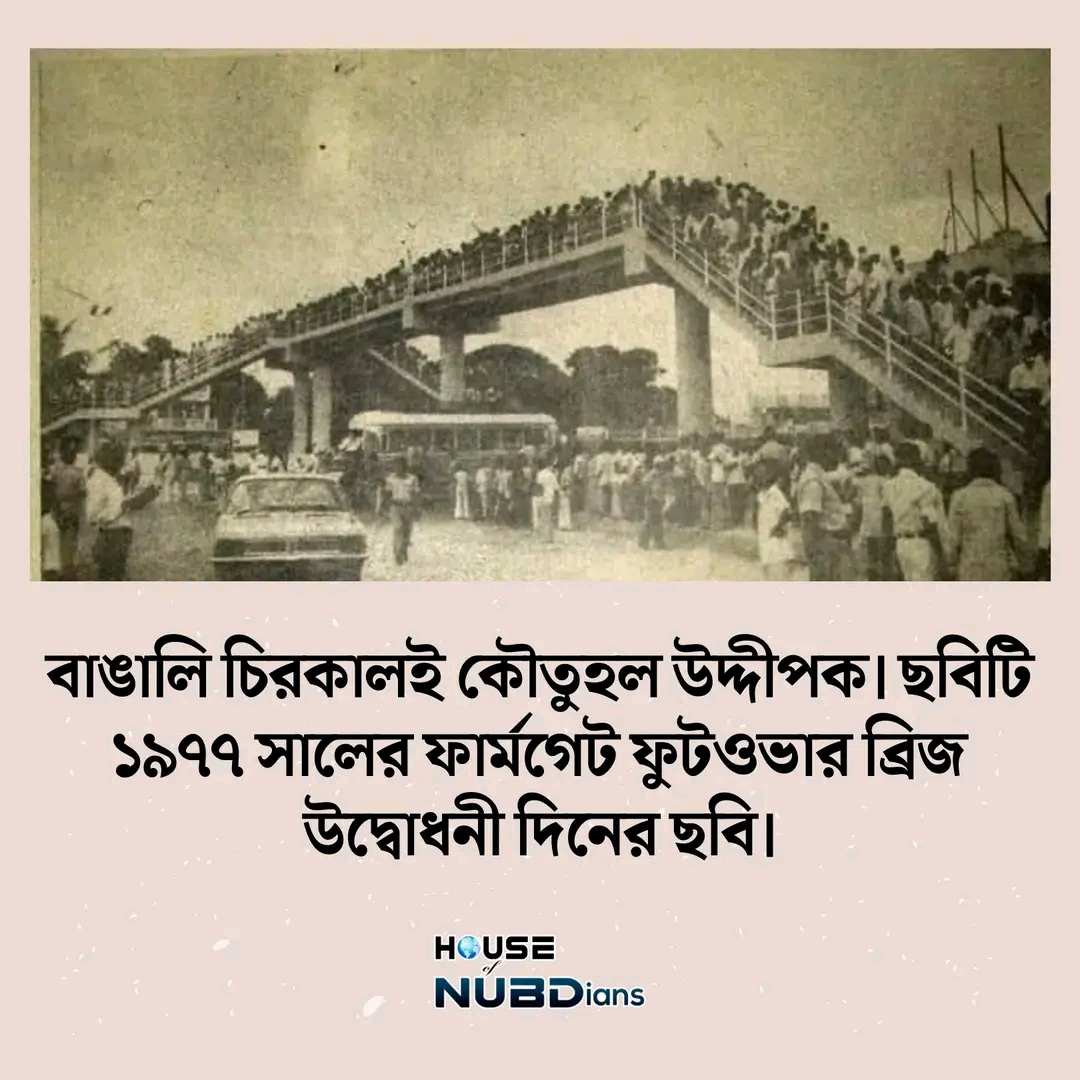 বাঙালি চিরকালই কৌতুহল উদ্দীপক। ছবিটি
১৯৭৭ সালের ফার্মগেট ফুটওভার ব্রিজ
উদ্বোধনী দিনের ছবি।
HOUSE
of
NUBDians